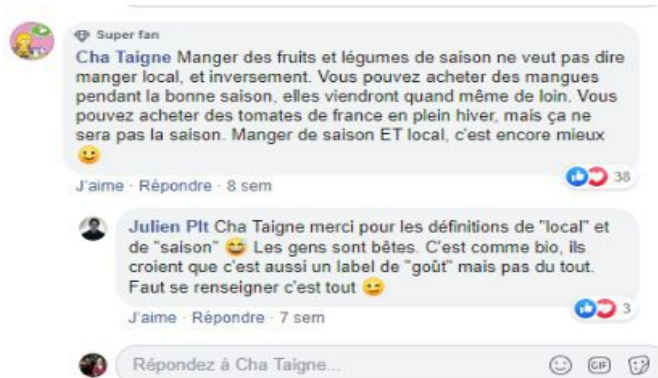 Super fan
Cha Taigne Manger des fruits et légumes de saison ne veut pas dire
manger local, et inversement. Vous pouvez acheter des mangues
pendant la bonne saison, elles viendront quand même de loin. Vous
pouvez acheter des tomates de france en plein hiver, mais ça ne
sera pas la saison. Manger de saison ET local, c'est encore mieux
38
J'aime · Répondre · 8 sem
Julien Plt Cha Taigne merci pour les définitions de "local" et
de "saison" 😅 Les gens sont bêtes. C'est comme bio, ils
croient que c'est aussi un label de "goût" mais pas du tout.
Faut se renseigner c'est tout 😉
3
J'aime · Répondre · 7 sem
Répondez à Cha Taigne...
GIF